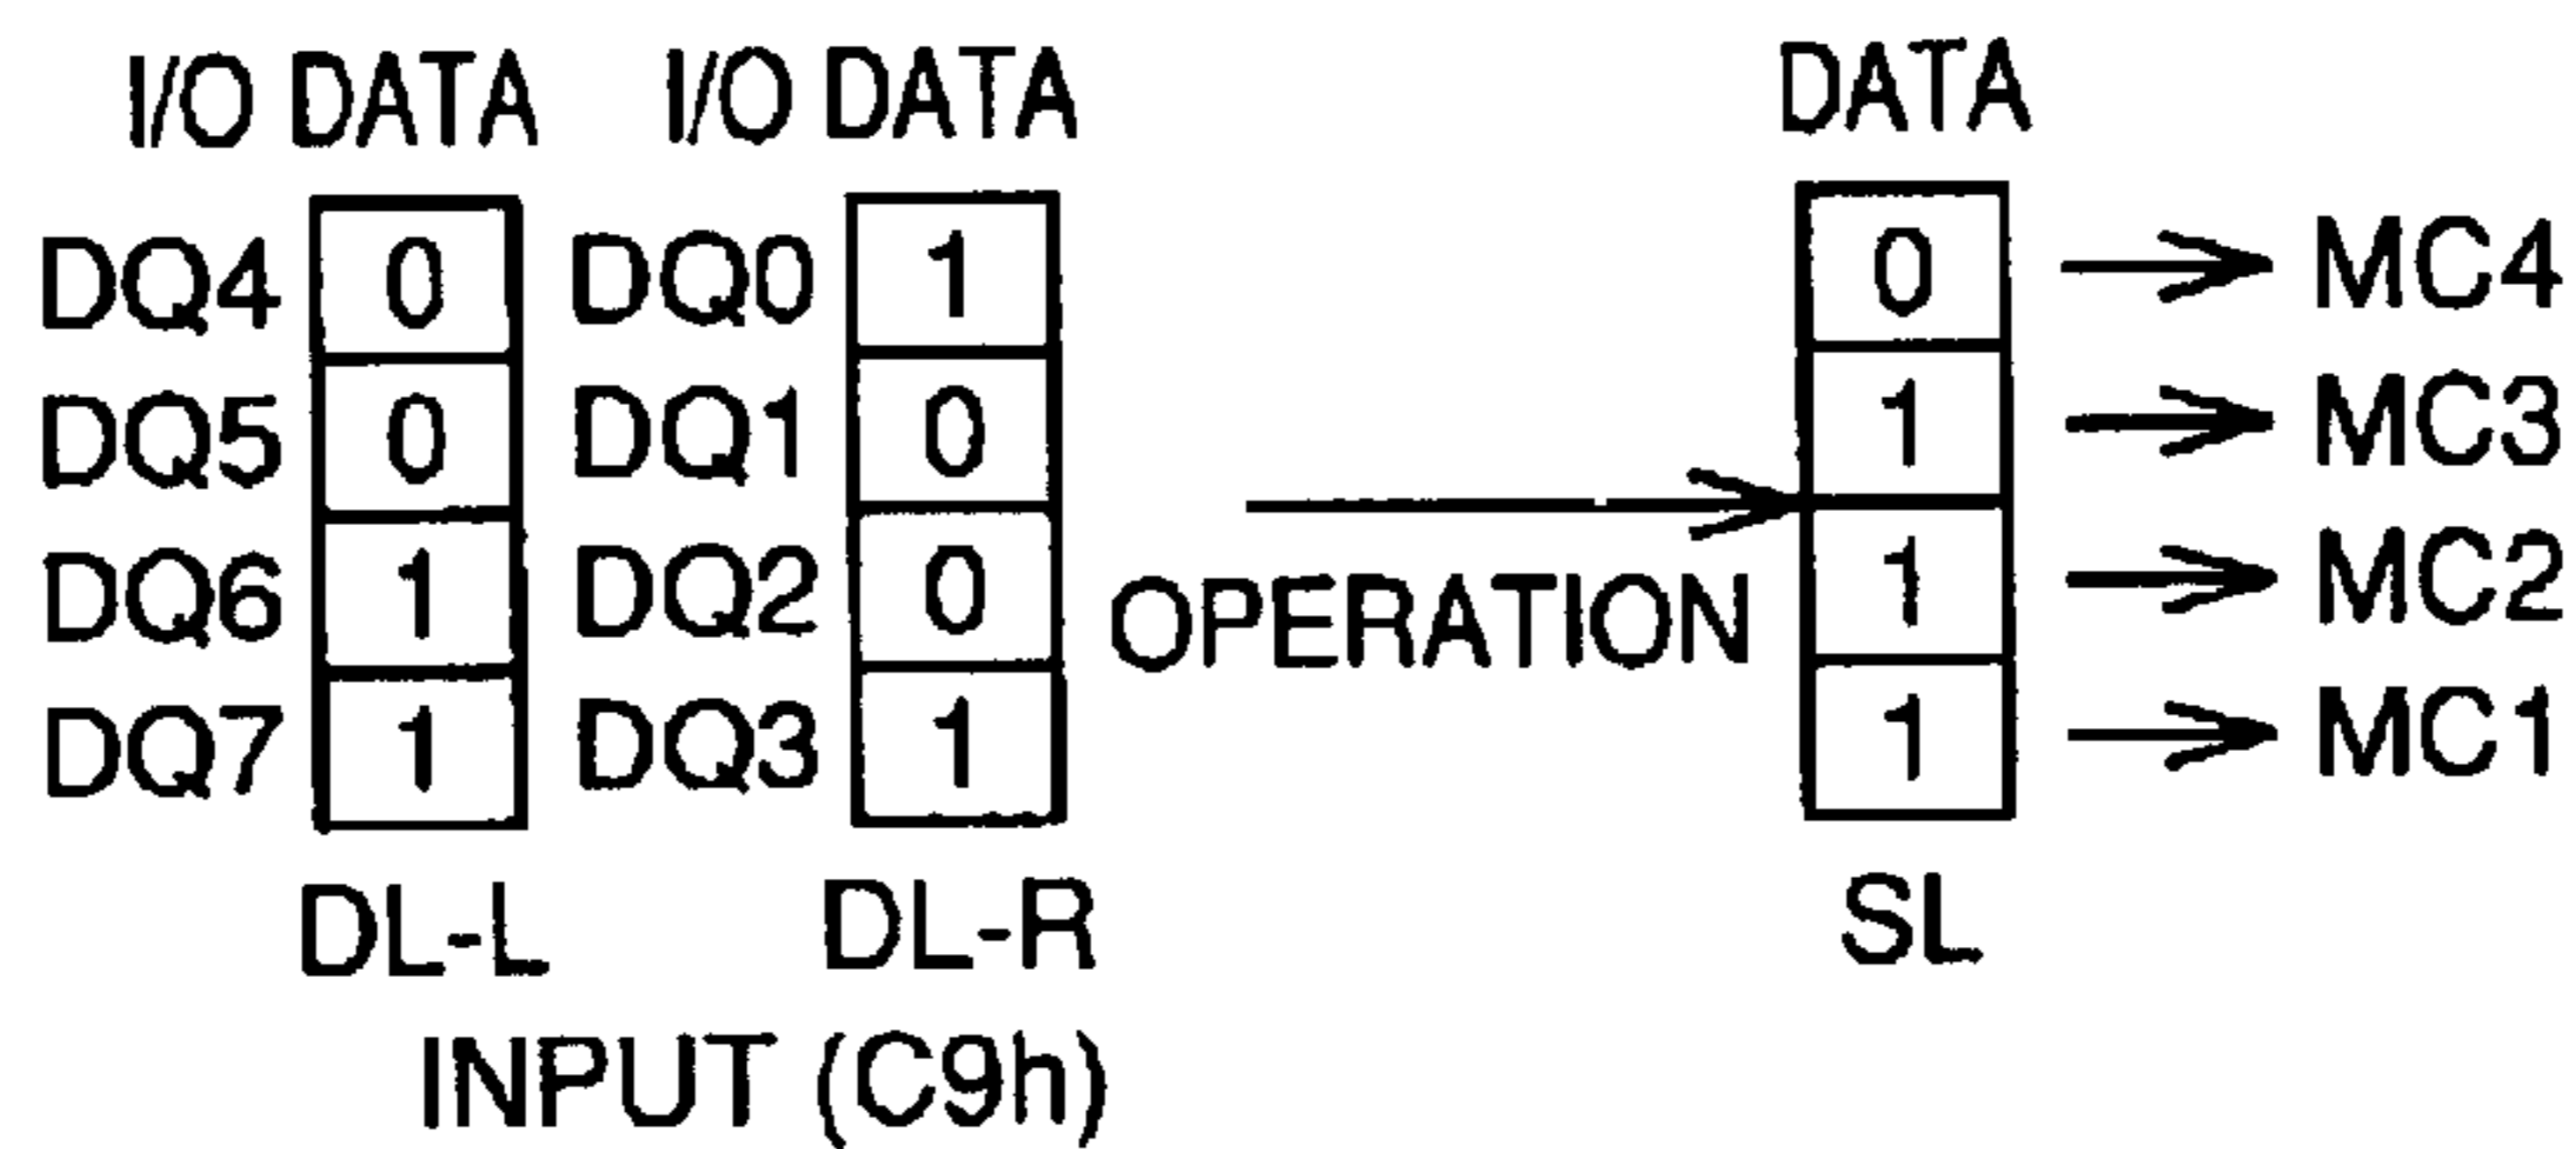 I/O DATA I/O DATA DATA
DQ4 0 DQ0 1 0 MC4
DQ5 0 DQ1 0 1 MC3
DQ6 1 DQ2 0 1 MC2
OPERATION
DQ7 1 DQ3 1 1 MC1
DL-L DL-R SL
INPUT (C9h)